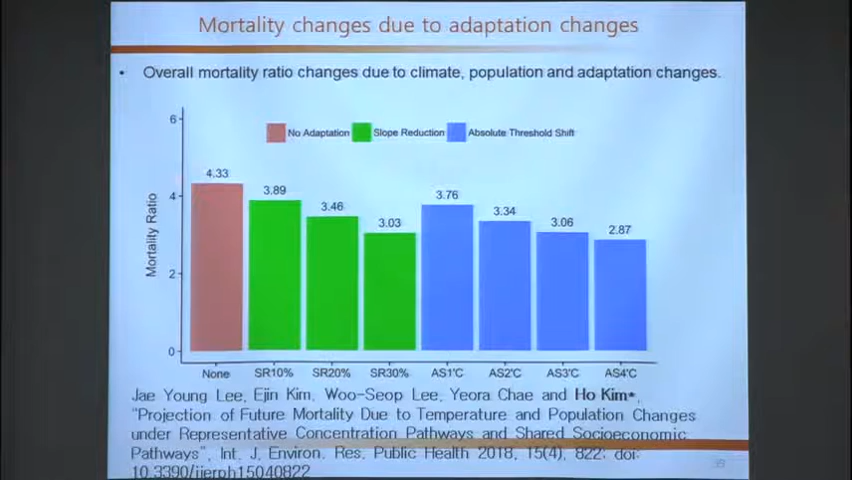 Mortality changes due to adaptation changes
• Overall mortality ratio changes due to climate, population and adaptation changes.
6
No Adaptation Slope Reduction Absolute Threshold Shift
4.33
3.89
3.46
3.03
3.76
3.34
3.06
2.87
4
Mortality Ratio
2
0
None SR10% SR20% SR30% AS1°C AS2°C AS3°C AS4°C
Jae Young Lee, Ejin Kim, Woo-Seop Lee, Yeora Chae and Ho Kim*,
"Projection of Future Mortality Due to Temperature and Population Changes
under Representative Concentration Pathways and Shared Socioeconomic
Pathways", Int. J. Environ. Res. Public Health 2018, 15(4), 822; doi:
10.3390/ijerph15040822